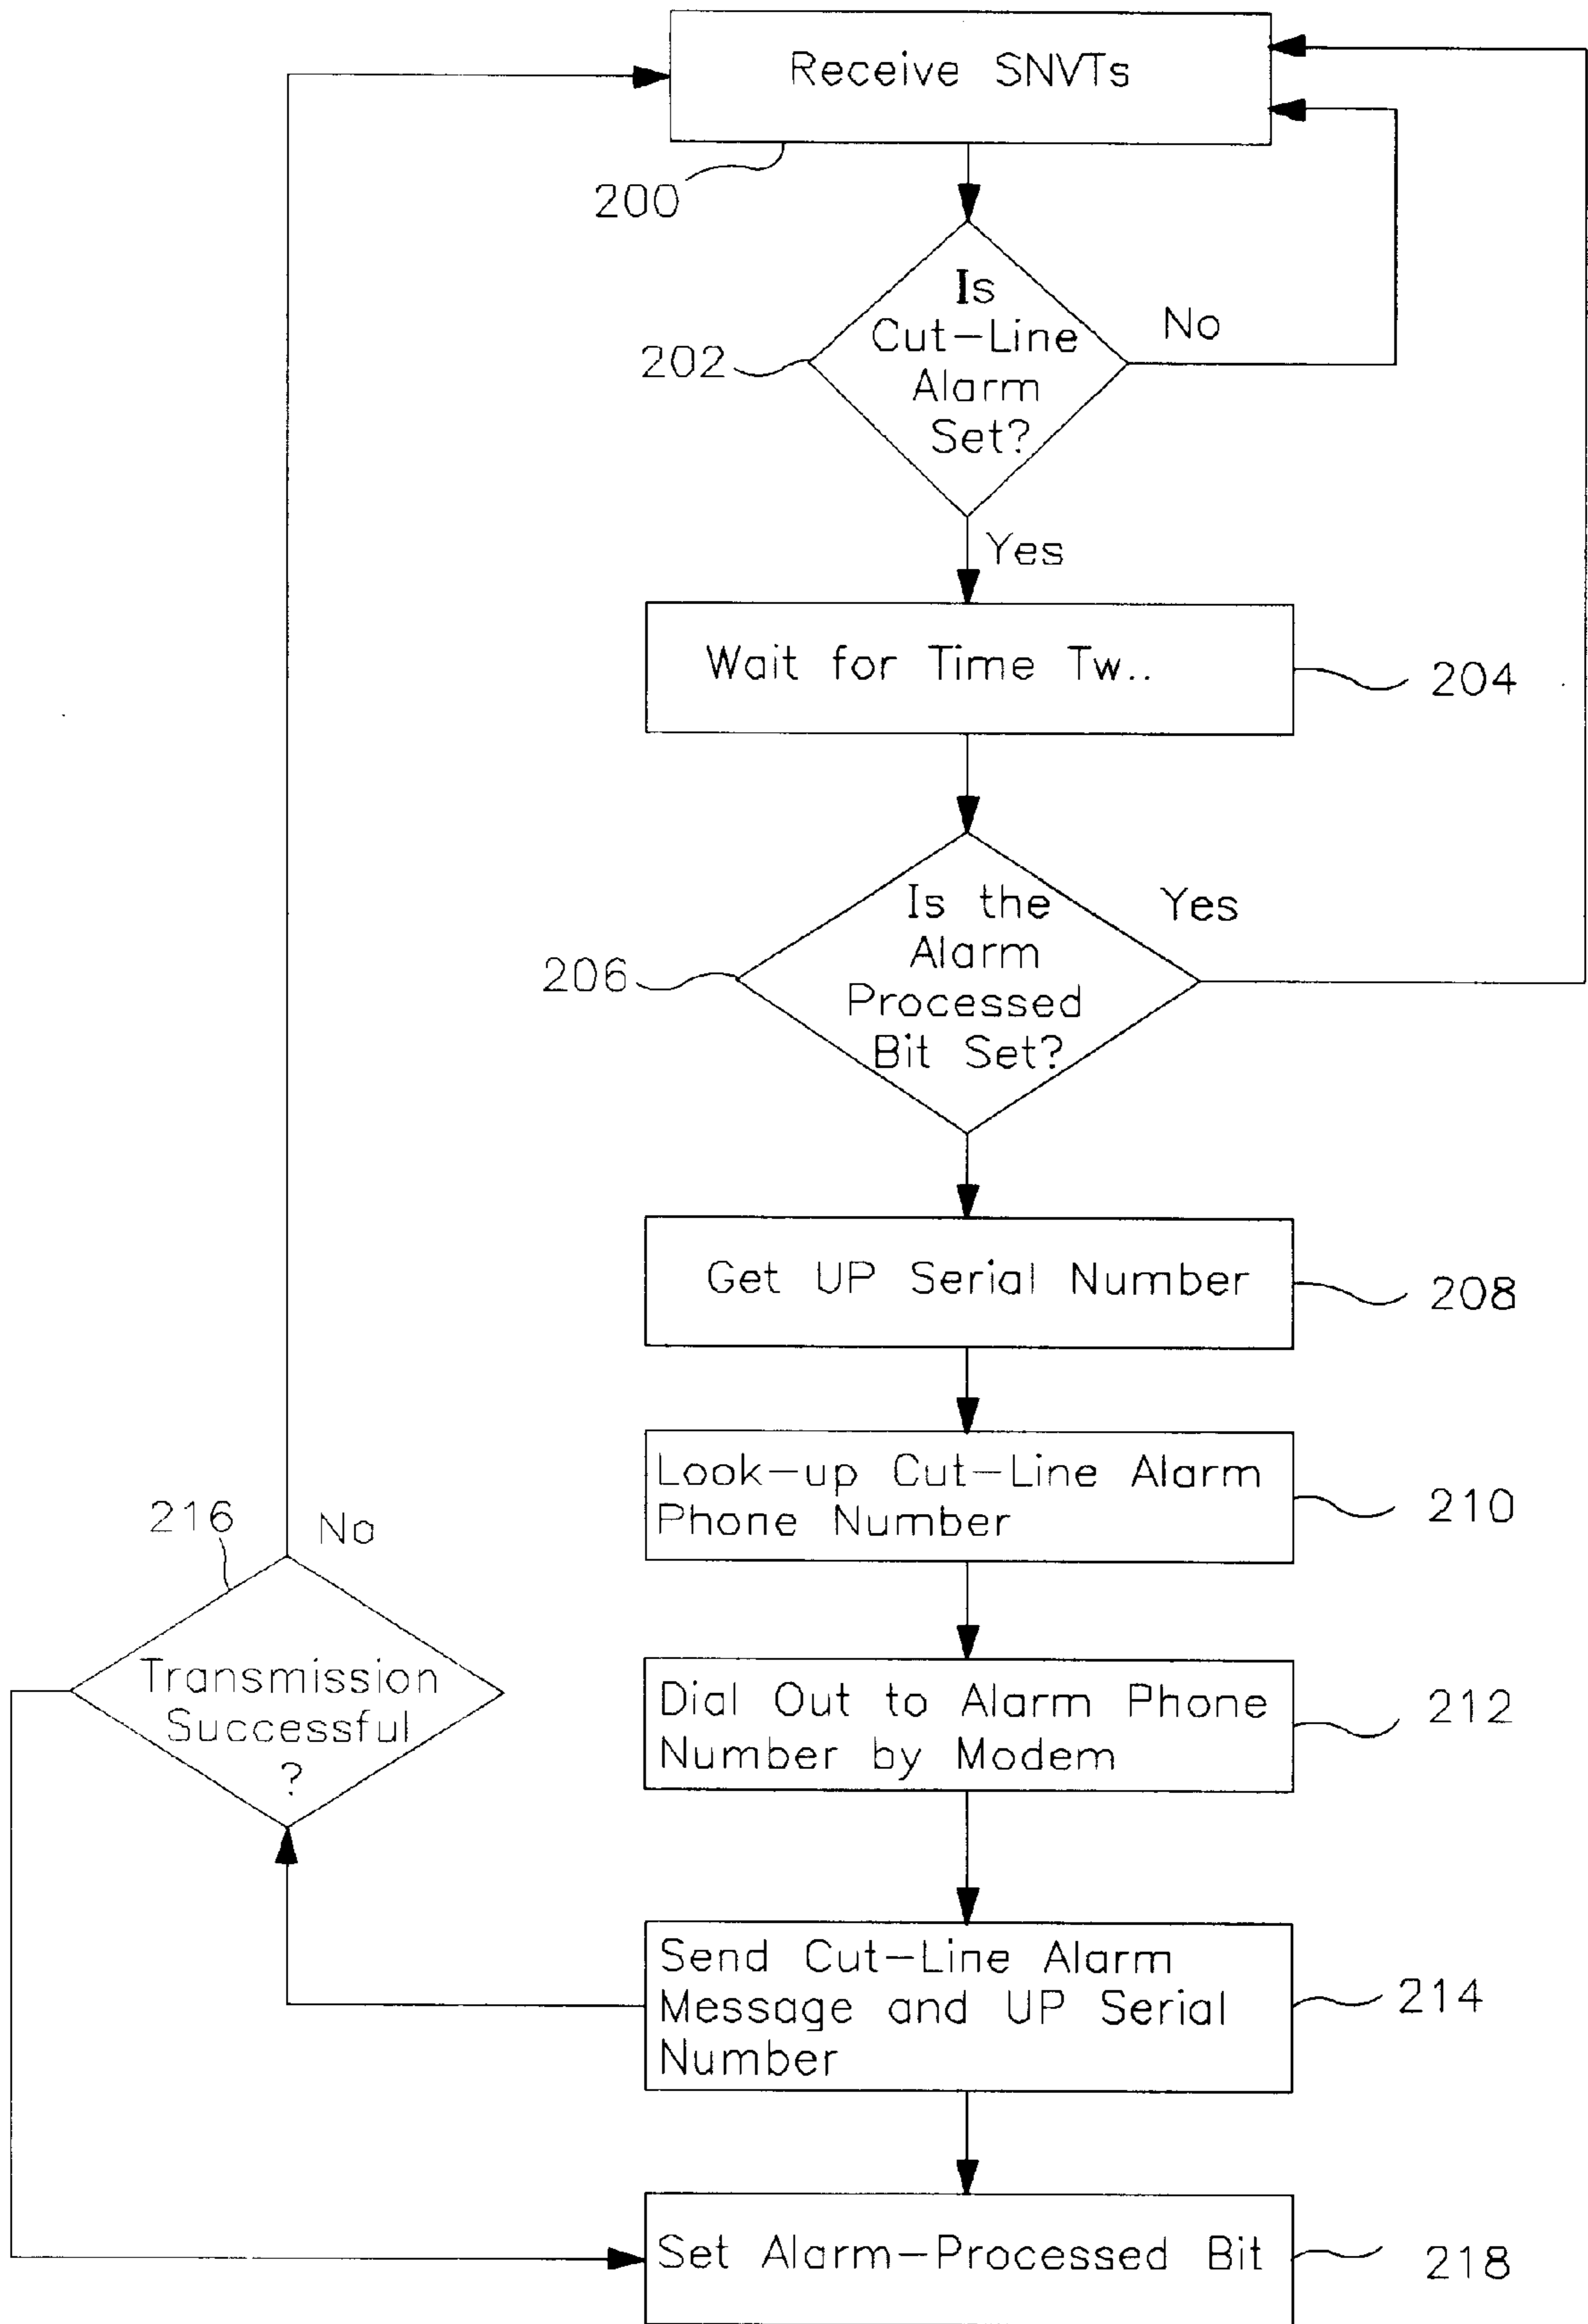 Receive SNVTs
200
Is
Cut-Line
Alarm
Set?
No
202
Yes
Wait for Time Tw..
204
Is the
Alarm
Processed
Bit Set?
Yes
206
Get UP Serial Number
208
Look-up Cut-Line Alarm
Phone Number
210
216
No
Transmission
Successful
?
Dial Out to Alarm Phone
Number by Modem
212
Send Cut-Line Alarm
Message and UP Serial
Number
214
Set Alarm-Processed Bit
218